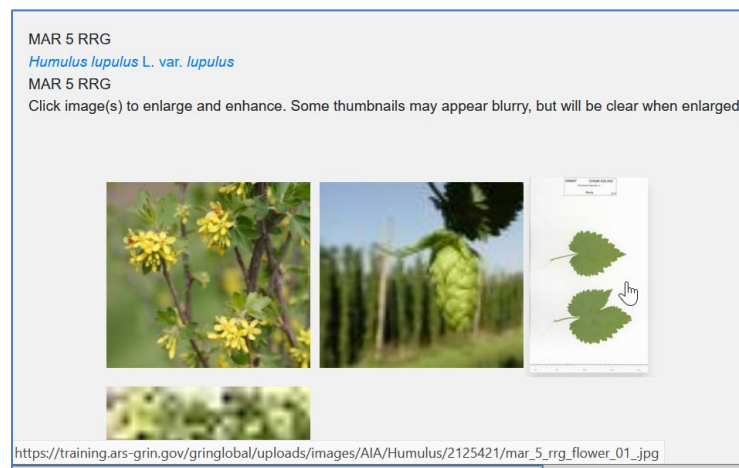 MAR 5 RRG
Humulus lupulus L. var. lupulus
MAR 5 RRG
Click image(s) to enlarge and enhance. Some thumbnails may appear blurry, but will be clear when enlarged
https://training.ars-grin.gov/gringlobal/uploads/images/AIA/Humulus/2125421/mar_5_rrg_flower_01_.jpg